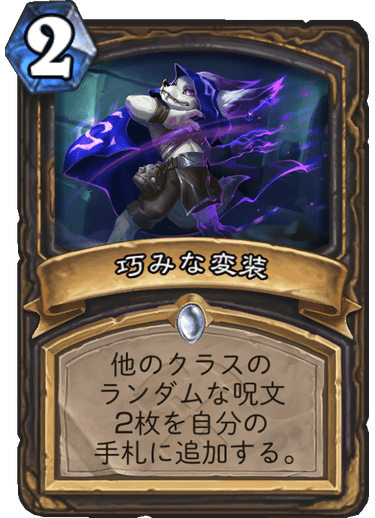 2
巧みな変装
他のクラスの
ランダムな呪文
2枚を自分の
手札に追加する。